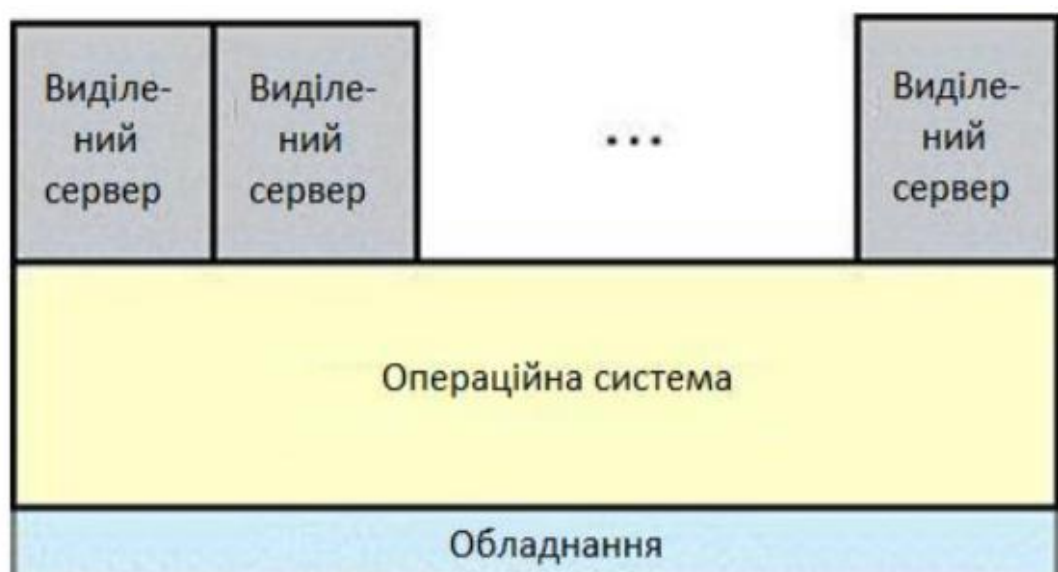 Виділе-
ний
сервер
Виділе-
ний
сервер
...
Виділе-
ний
сервер
Операційна система
Обладнання